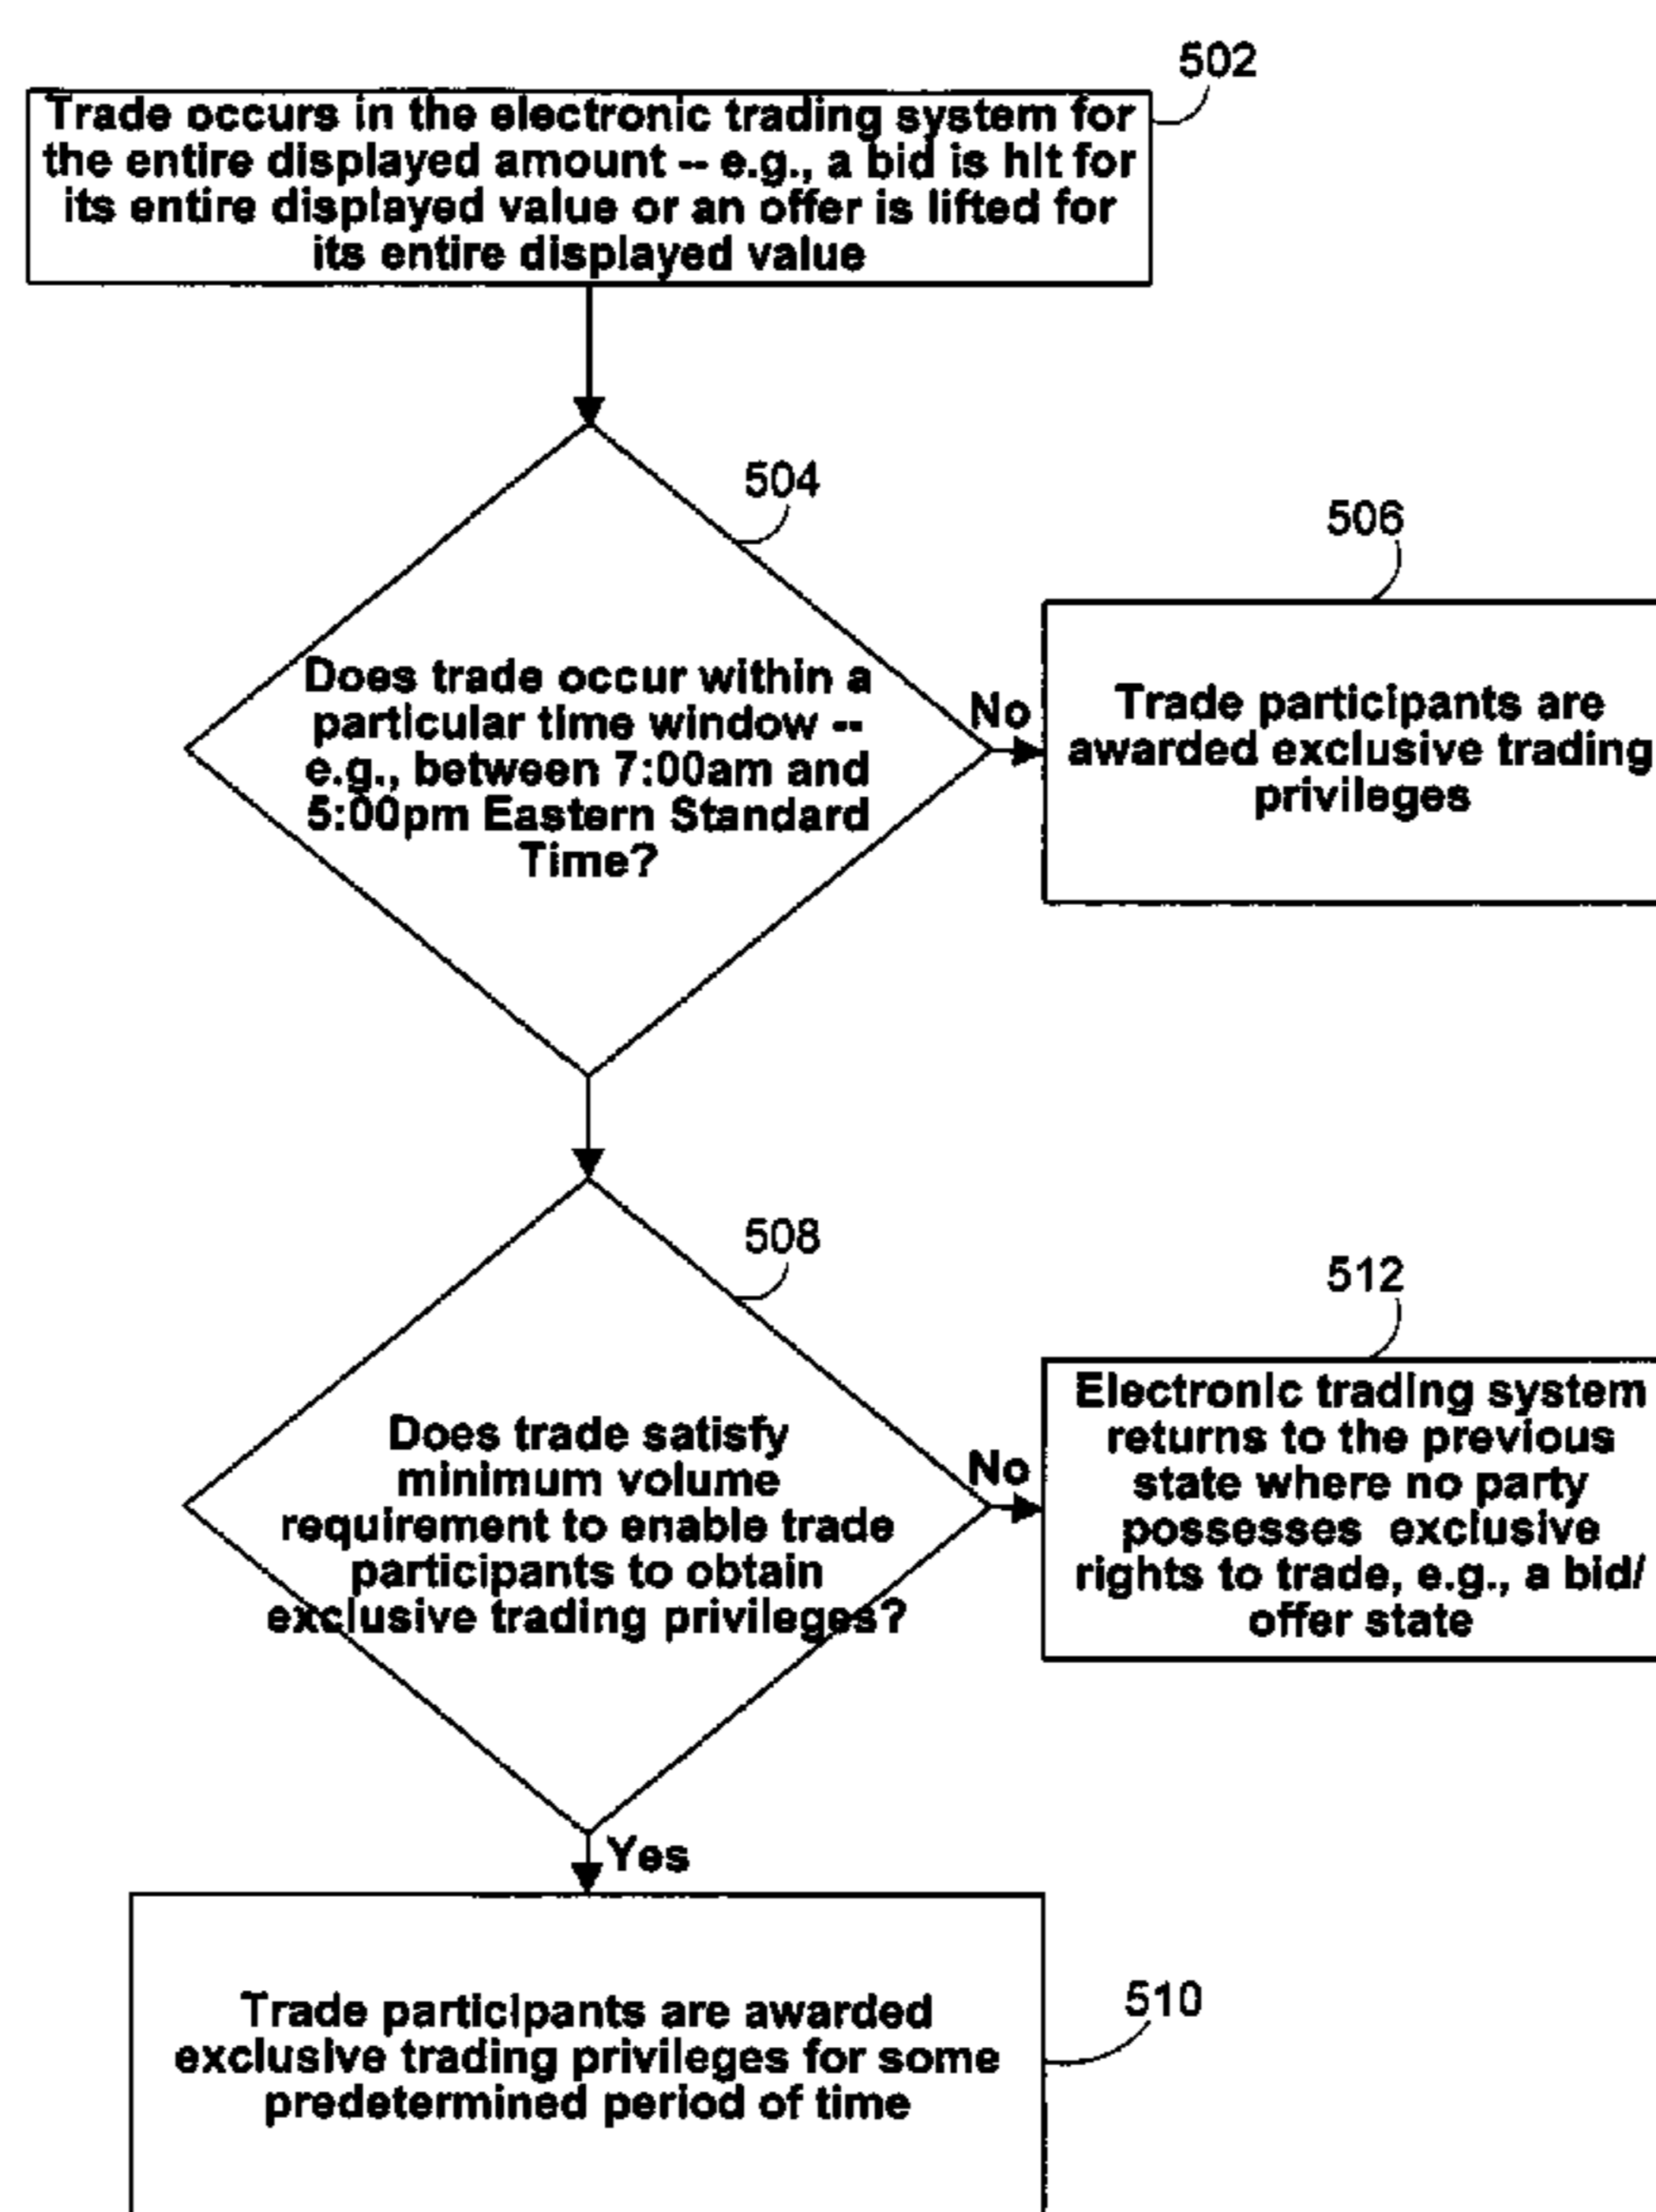 502
Trade occurs in the electronic trading system for
the entire displayed amount -- e.g., a bid is hit for
its entire displayed value or an offer is lifted for
its entire displayed value
504
Does trade occur within a
particular time window --
e.g., between 7:00am and
5:00pm Eastern Standard
Time?
No
506
Trade participants are
awarded exclusive trading
privileges
508
Does trade satisfy
minimum volume
requirement to enable trade
participants to obtain
exclusive trading privileges?
No
512
Electronic trading system
returns to the previous
state where no party
possesses exclusive
rights to trade, e.g., a bid/
offer state
Yes
510
Trade participants are awarded
exclusive trading privileges for some
predetermined period of time